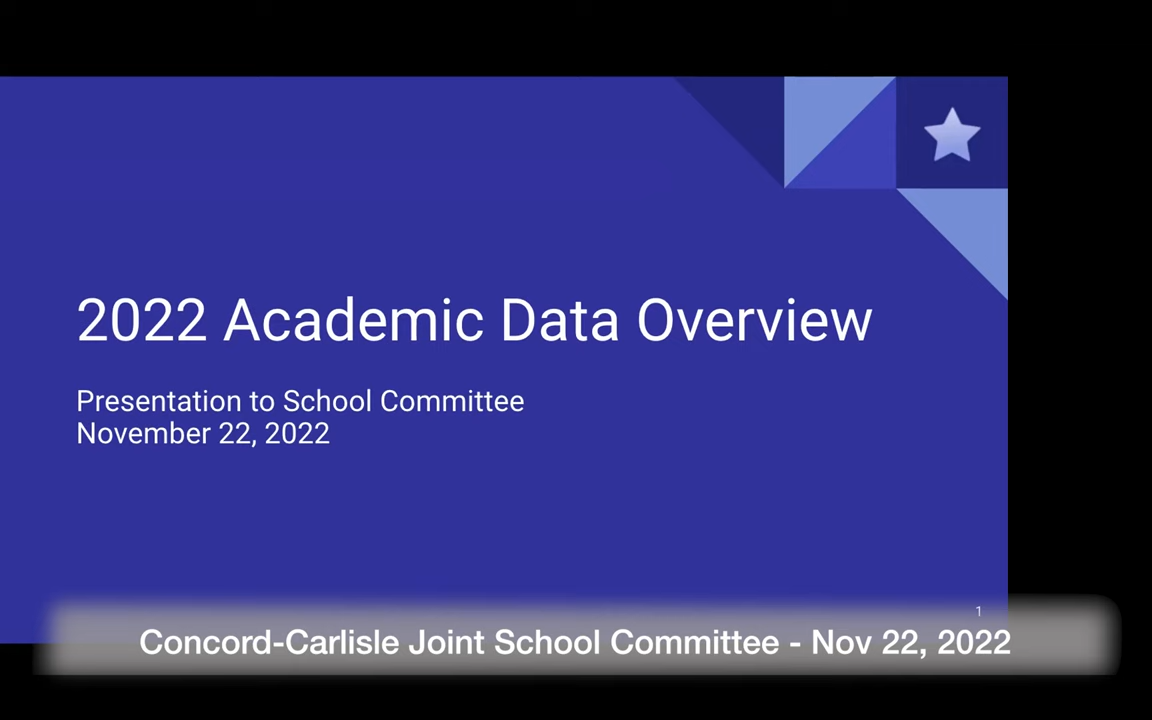 2022 Academic Data Overview
Presentation to School Committee
November 22, 2022
1
Concord-Carlisle Joint School Committee - Nov 22, 2022